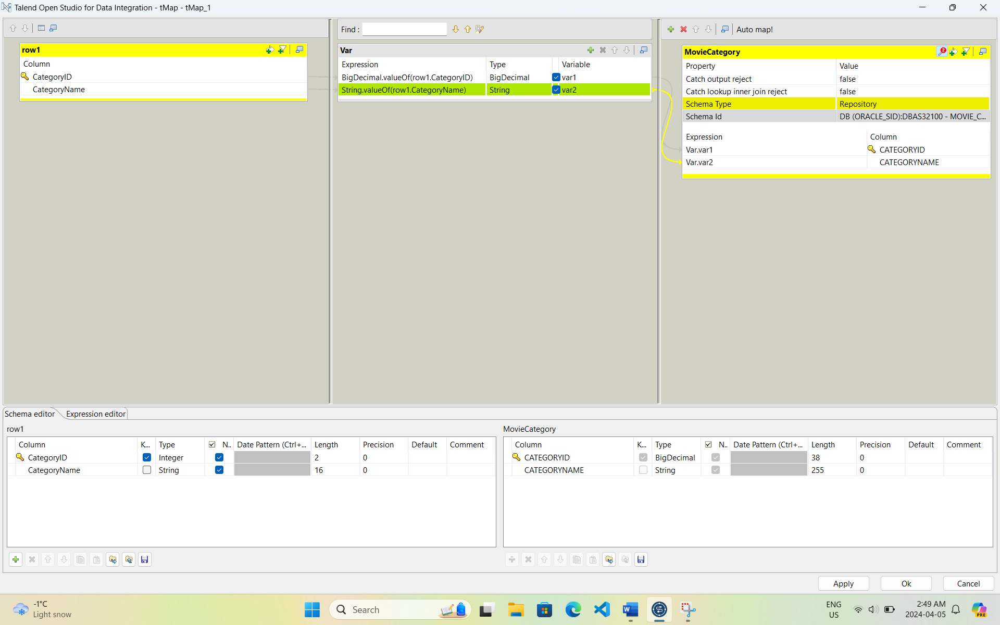 Talend Open Studio for Data Integration - tMap - tMap_1
Find :
Auto map!
row1
Column
CategoryID
CategoryName
Var
Expression Type Variable
BigDecimal.valueOf(row1.CategoryID) BigDecimal var1
String.valueOf(row1.CategoryName) String var2
MovieCategory
2
Property Value
Catch output reject false
Catch lookup inner join reject false
Schema Type Repository
Schema Id DB (ORACLE_SID):DBAS32100 - MOVIE_C...
Expression Column
Var.var1 CATEGORYID
Var.var2 CATEGORYNAME
Schema editor Expression editor
row1
Column K... Type N.. Date Pattern (Ctrl+... Length Precision Default Comment
CategoryID Integer 2 0
CategoryName String 16 0
MovieCategory
Column K... Type N.. Date Pattern (Ctrl+... Length Precision Default Comment
CATEGORYID BigDecimal 38 0
CATEGORYNAME String 255 0
Apply Ok Cancel
-1°C
Light snow
Search
ENG
US
2:49 AM
2024-04-05
PRE